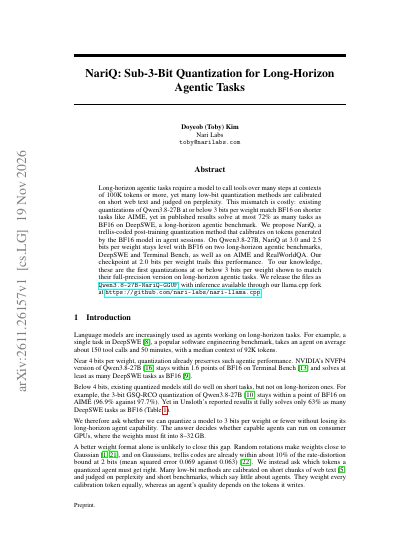 NariQ: Sub-3-Bit Quantization for Long-Horizon
Agentic Tasks
Doyeob (Toby) Kim
Nari Labs
toby@narilabs.com
Abstract
Long-horizon agentic tasks require a model to call tools over many steps at contexts
of 100K tokens or more, yet many low-bit quantization methods are calibrated
on short web text and judged on perplexity. This mismatch is costly: existing
quantizations of Qwen3.8-27B at or below 3 bits per weight match BF16 on shorter
tasks like AIME, yet in published results solve at most 72% as many tasks as
BF16 on DeepSWE, a long-horizon agentic benchmark. We propose NariQ, a
trellis-coded post-training quantization method that calibrates on tokens generated
by the BF16 model in agent sessions. On Qwen3.8-27B, NariQ at 3.0 and 2.5
bits per weight stays level with BF16 on two long-horizon agentic benchmarks,
DeepSWE and Terminal Bench, as well as on AIME and RealWorldQA. Our
checkpoint at 2.0 bits per weight trails this performance. To our knowledge,
these are the first quantizations at or below 3 bits per weight shown to match
their full-precision version on long-horizon agentic tasks. We release the files as
Qwen3.8-27B-NariQ-GGUF, with inference available through our llama.cpp fork
at https://github.com/nari-labs/nari-llama.cpp.
1 Introduction
Language models are increasingly used as agents working on long-horizon tasks. For example, a
single task in DeepSWE [8], a popular software engineering benchmark, takes an agent on average
about 150 tool calls and 50 minutes, with a median context of 92K tokens.
Near 4 bits per weight, quantization largely preserves such agentic performance. NVIDIA's NVFP4
version of Qwen3.8-27B [16] stays within 1.6 points of BF16 on Terminal Bench [13] and solves at
least as many DeepSWE tasks as BF16 [9].
Below 4 bits, existing quantized models still do well on short tasks, but not on long-horizon ones. For
example, the 3-bit GSQ-RCO quantization of Qwen3.8-27B [10] stays within a point of BF16 on
AIME (96.9% against 97.7%). Yet in Unsloth's reported results it fully solves only 63% as many
DeepSWE tasks as BF16 (Table 1).
We therefore ask whether we can quantize a model to 3 bits per weight or fewer without losing its
long-horizon agent capability. The answer decides whether capable agents can run on consumer
GPUs, where the weights must fit into 8–32 GB.
A better weight format alone is unlikely to close this gap. Random rotations make weights close to
Gaussian [1, 21], and on Gaussians, trellis codes are already within about 10% of the rate-distortion
bound at 2 bits (mean squared error 0.069 against 0.063) [22]. We instead ask which tokens a
quantized agent must get right. Many low-bit methods are calibrated on short chunks of web text [5]
and judged on perplexity and short benchmarks, which say little about agents. They weight every
calibration token equally, whereas an agent's quality depends on the tokens it writes.
Preprint.
arXiv:2611.26157v1 [cs.LG] 19 Nov 2026